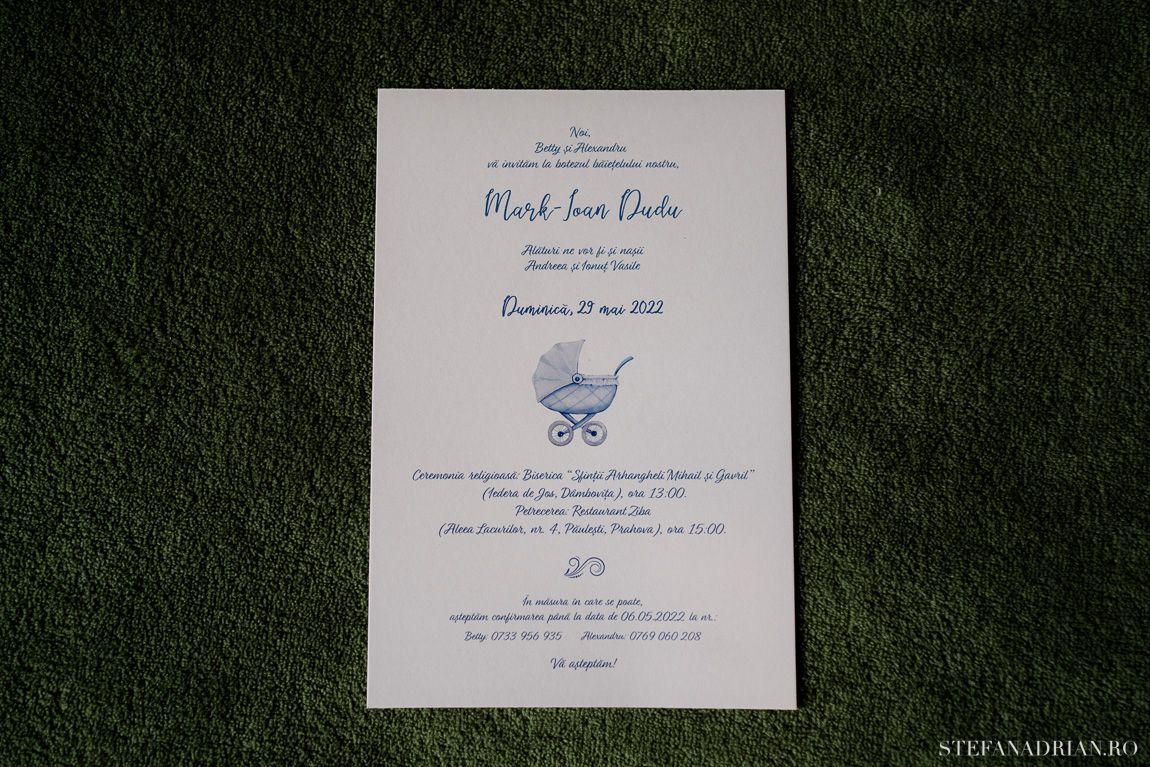 Noi,
Betty și Alexandru
vă invităm la botezul băiețelului nostru,
Mark-Ioan Dudu
Alături ne vor fi și nașii
Andreea și Ionuț Vasile
Duminică, 29 mai 2022
Ceremonia religioasă: Biserica “Sfinții Arhangheli Mihail și Gavril”
(Iedera de Jos, Dâmbovița), ora 13:00.
Petrecerea: Restaurant Ziba
(Aleea Lacurilor, nr. 4, Păulești, Prahova), ora 15:00.
În măsura în care se poate,
așteptăm confirmarea până la data de 06.05.2022 la nr.:
Betty: 0733 956 935 Alexandru: 0769 060 208
Vă așteptăm!
STEFANADRIAN.RO